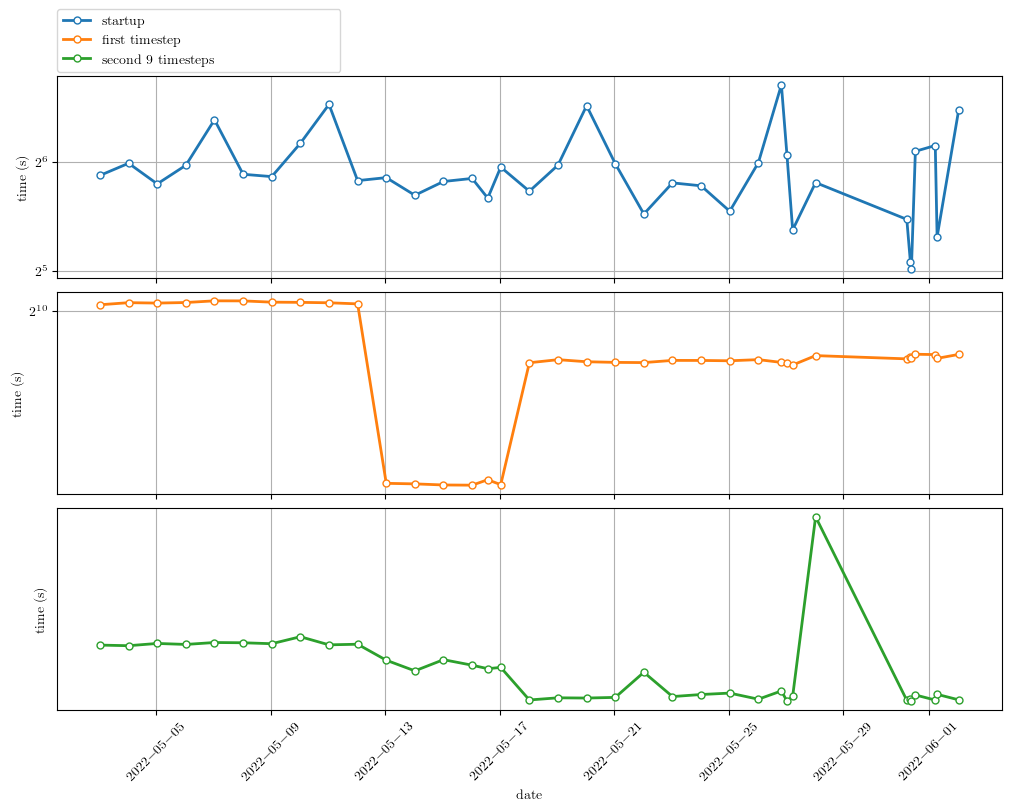 startup
first timestep
second 9 timesteps
2^6
2^5
time (s)
2^10
time (s)
time (s)
2022−05−05
2022−05−09
2022−05−13
2022−05−17
2022−05−21
2022−05−25
2022−05−29
2022−06−01
date